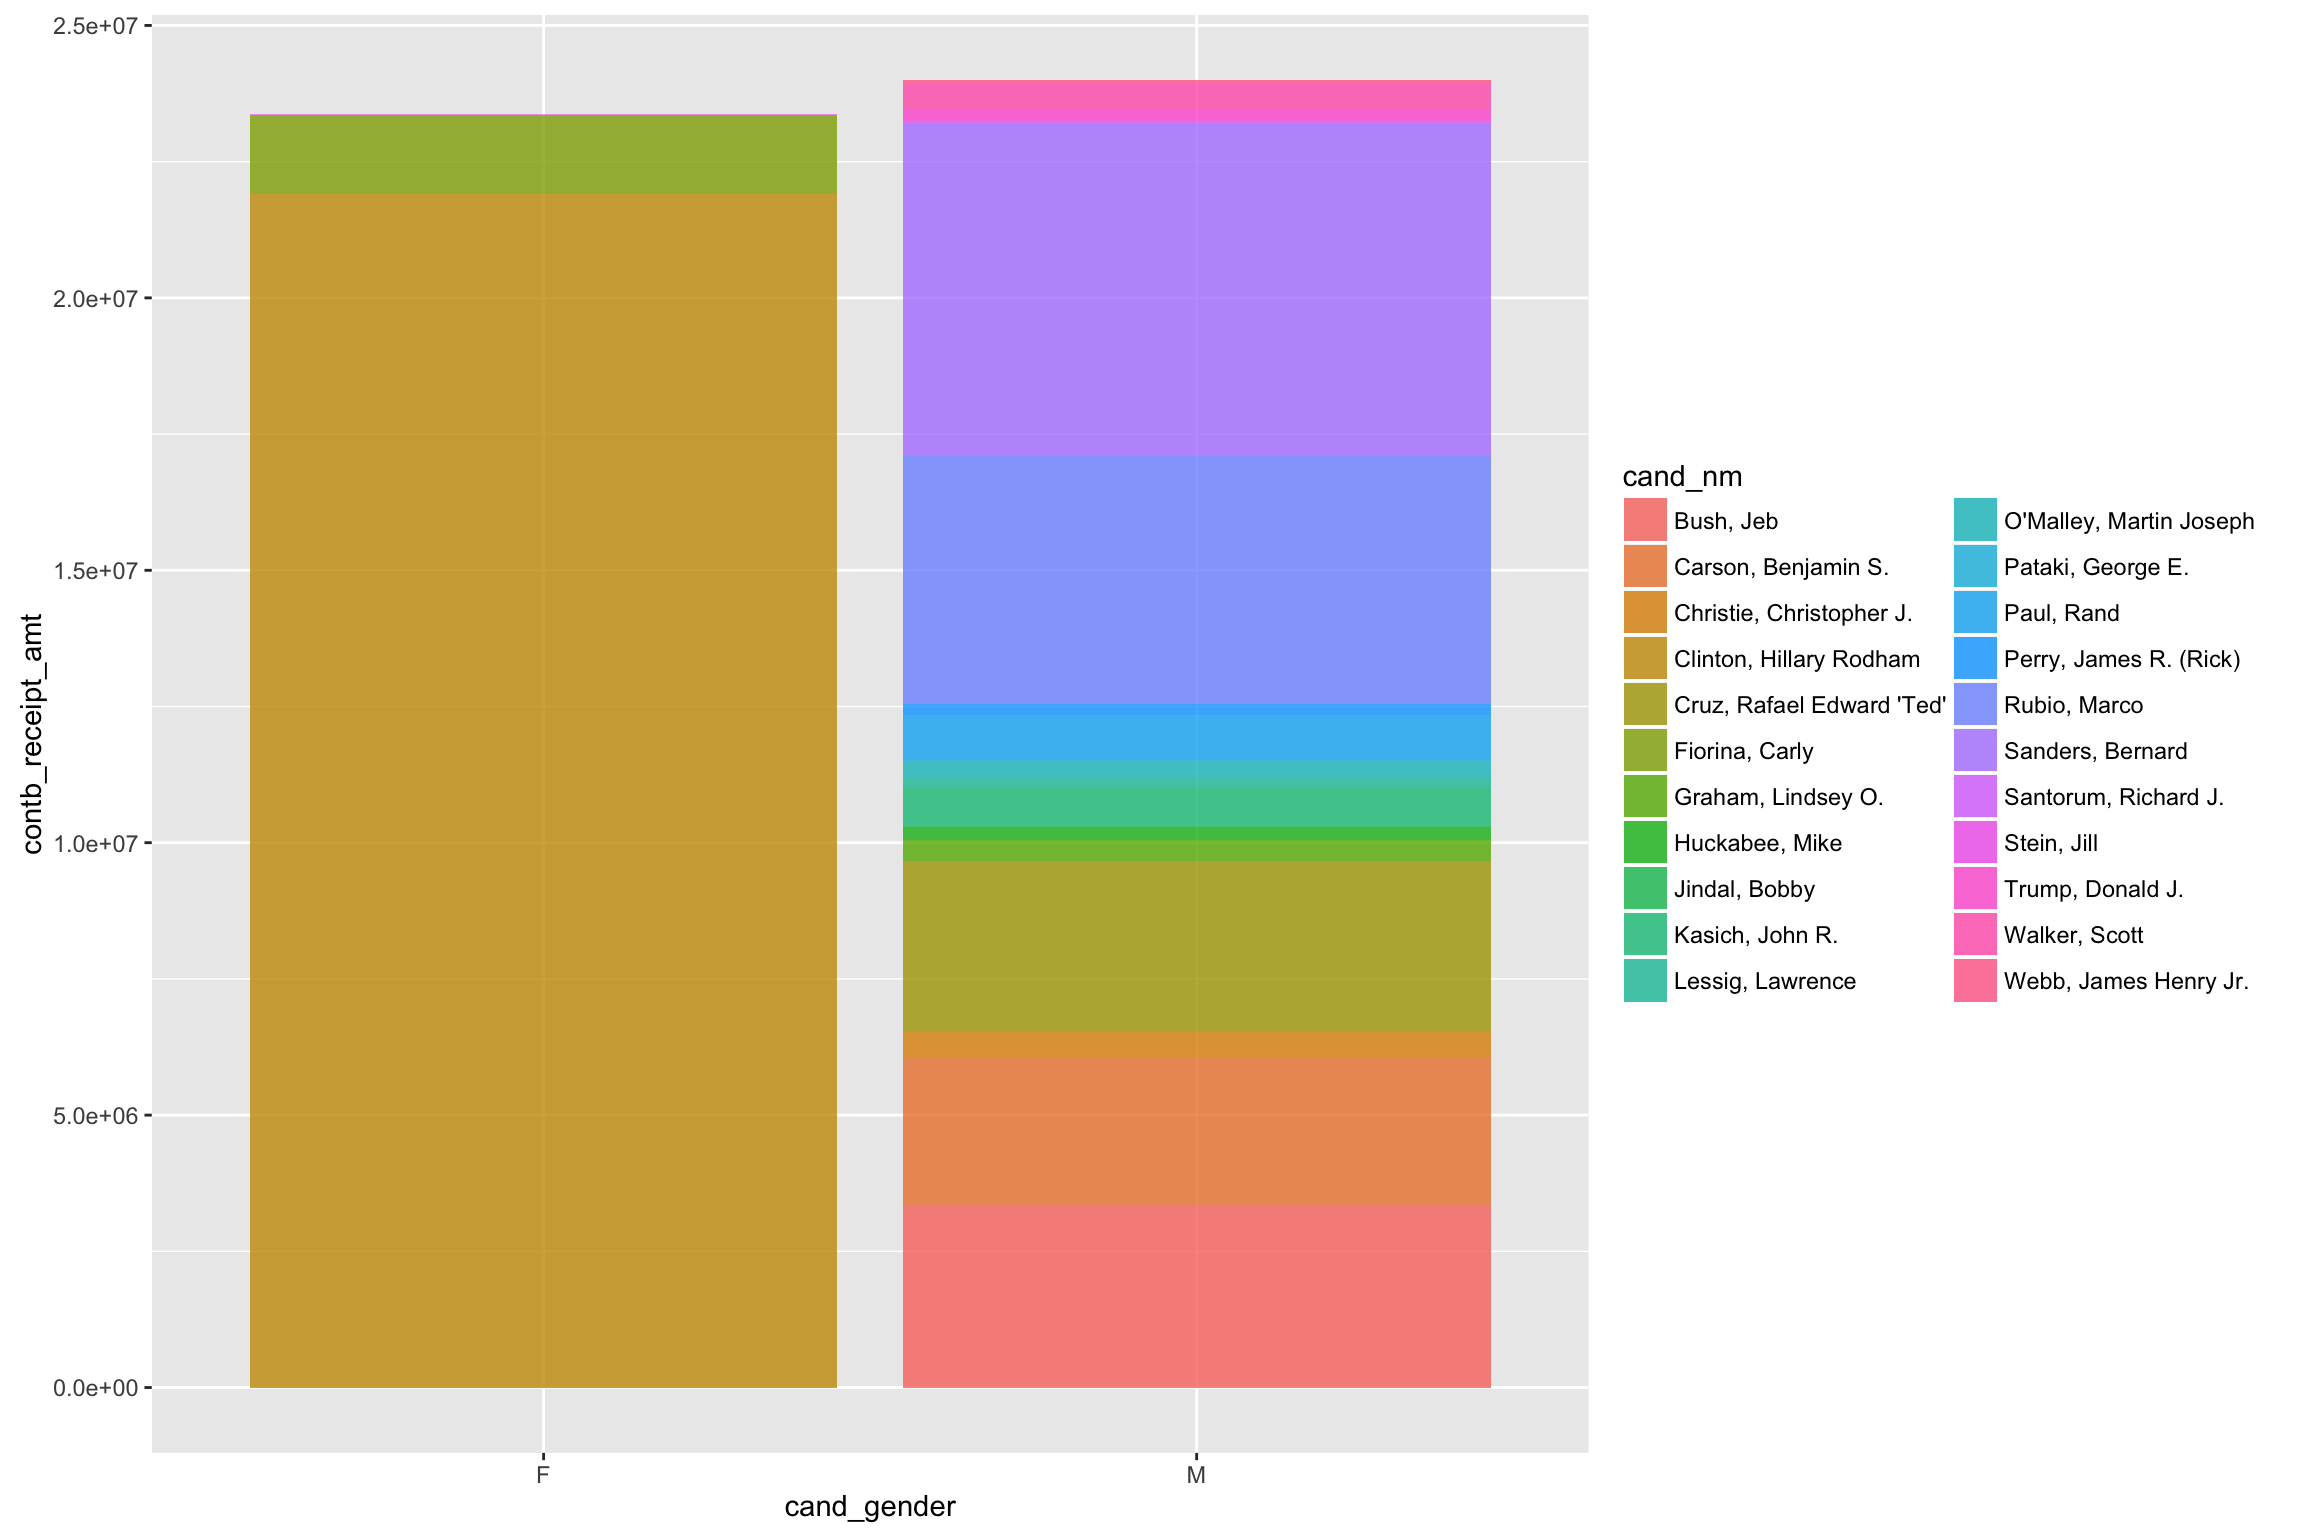 2.5e+07
2.0e+07
1.5e+07
1.0e+07
5.0e+06
0.0e+00
contb_receipt_amt
F
M
cand_gender
cand_nm
Bush, Jeb
Carson, Benjamin S.
Christie, Christopher J.
Clinton, Hillary Rodham
Cruz, Rafael Edward 'Ted'
Fiorina, Carly
Graham, Lindsey O.
Huckabee, Mike
Jindal, Bobby
Kasich, John R.
Lessig, Lawrence
O'Malley, Martin Joseph
Pataki, George E.
Paul, Rand
Perry, James R. (Rick)
Rubio, Marco
Sanders, Bernard
Santorum, Richard J.
Stein, Jill
Trump, Donald J.
Walker, Scott
Webb, James Henry Jr.